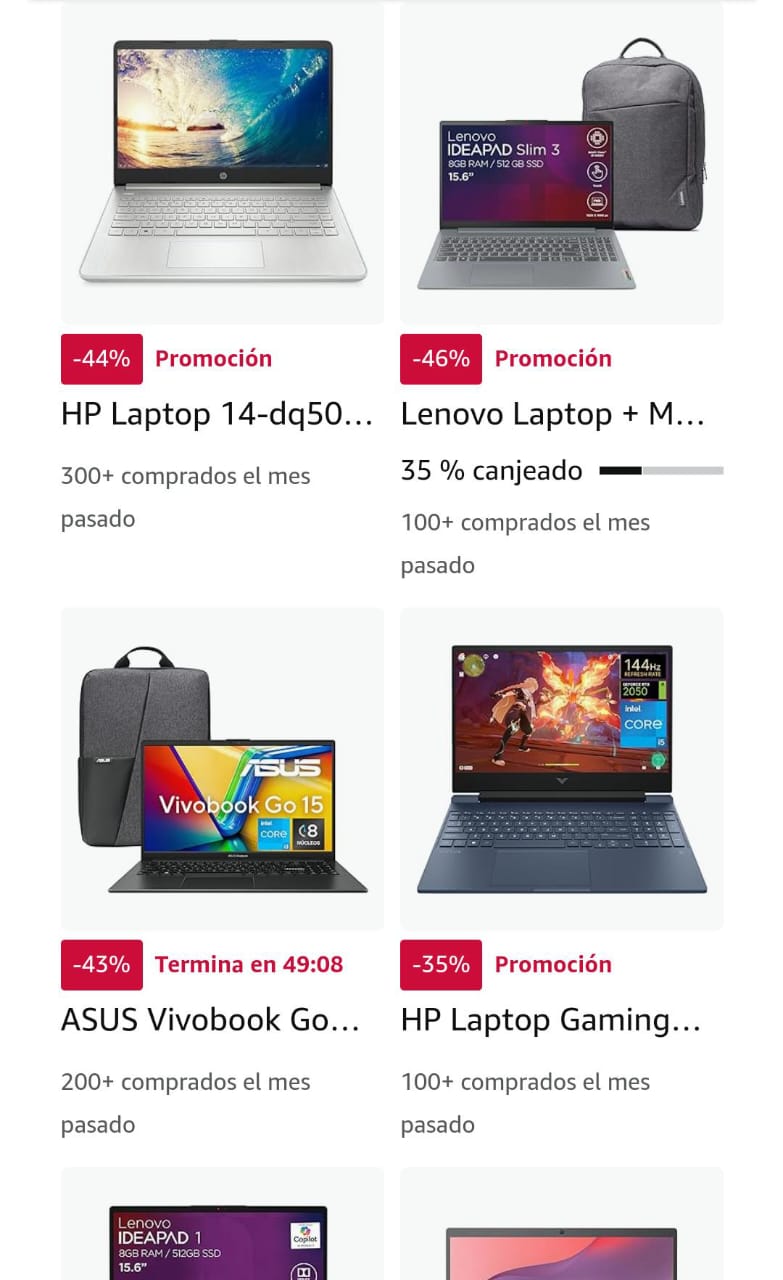 Lenovo
IDEAPAD Slim 3
8GB RAM / 512 GB SSD
15.6”
-44% Promoción
HP Laptop 14-dq50...
300+ comprados el mes
pasado
-46% Promoción
Lenovo Laptop + M...
35 % canjeado
100+ comprados el mes
pasado
ASUS
ASUS
Vivobook Go 15
intel
CORE
i3
8
NÚCLEOS
144Hz
REFRESH RATE
GEFORCE RTX
2050
intel
CORE
i5
-43% Termina en 49:08
ASUS Vivobook Go...
200+ comprados el mes
pasado
-35% Promoción
HP Laptop Gaming...
100+ comprados el mes
pasado
Lenovo
IDEAPAD 1
8GB RAM / 512GB SSD
15.6”
Copilot